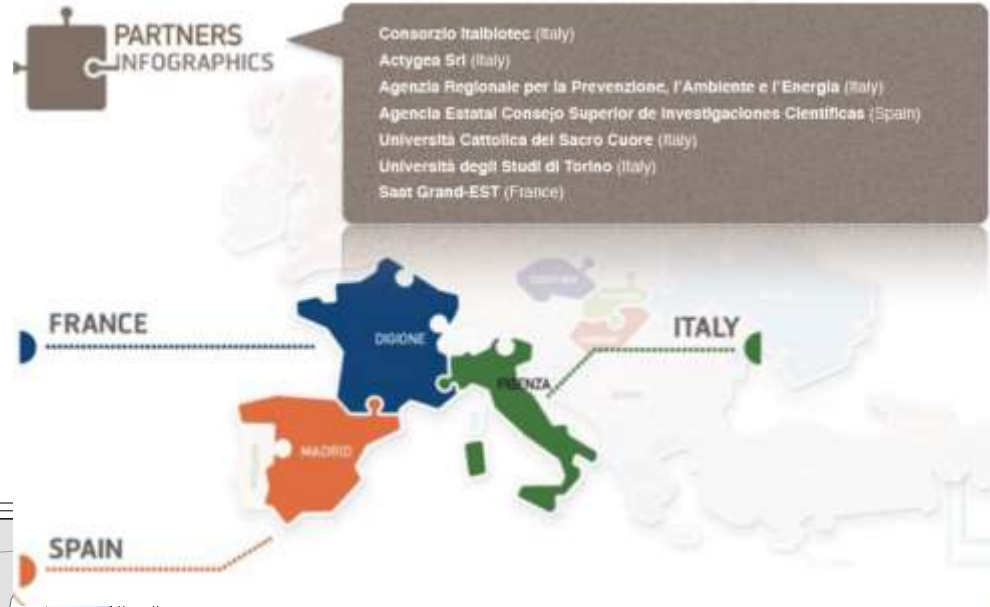 PARTNERS
INFOGRAPHICS
Consorzio Italbiotec (Italy)
Actygea Srl (Italy)
Agenzia Regionale per la Prevenzione, l'Ambiente e l'Energia (Italy)
Agencia Estatal Consejo Superior de Investigaciones Científicas (Spain)
Università Cattolica del Sacro Cuore (Italy)
Università degli Studi di Torino (Italy)
Saat Grand-EST (France)
FRANCE
ITALY
DIGIONE
MADRID
SPAIN